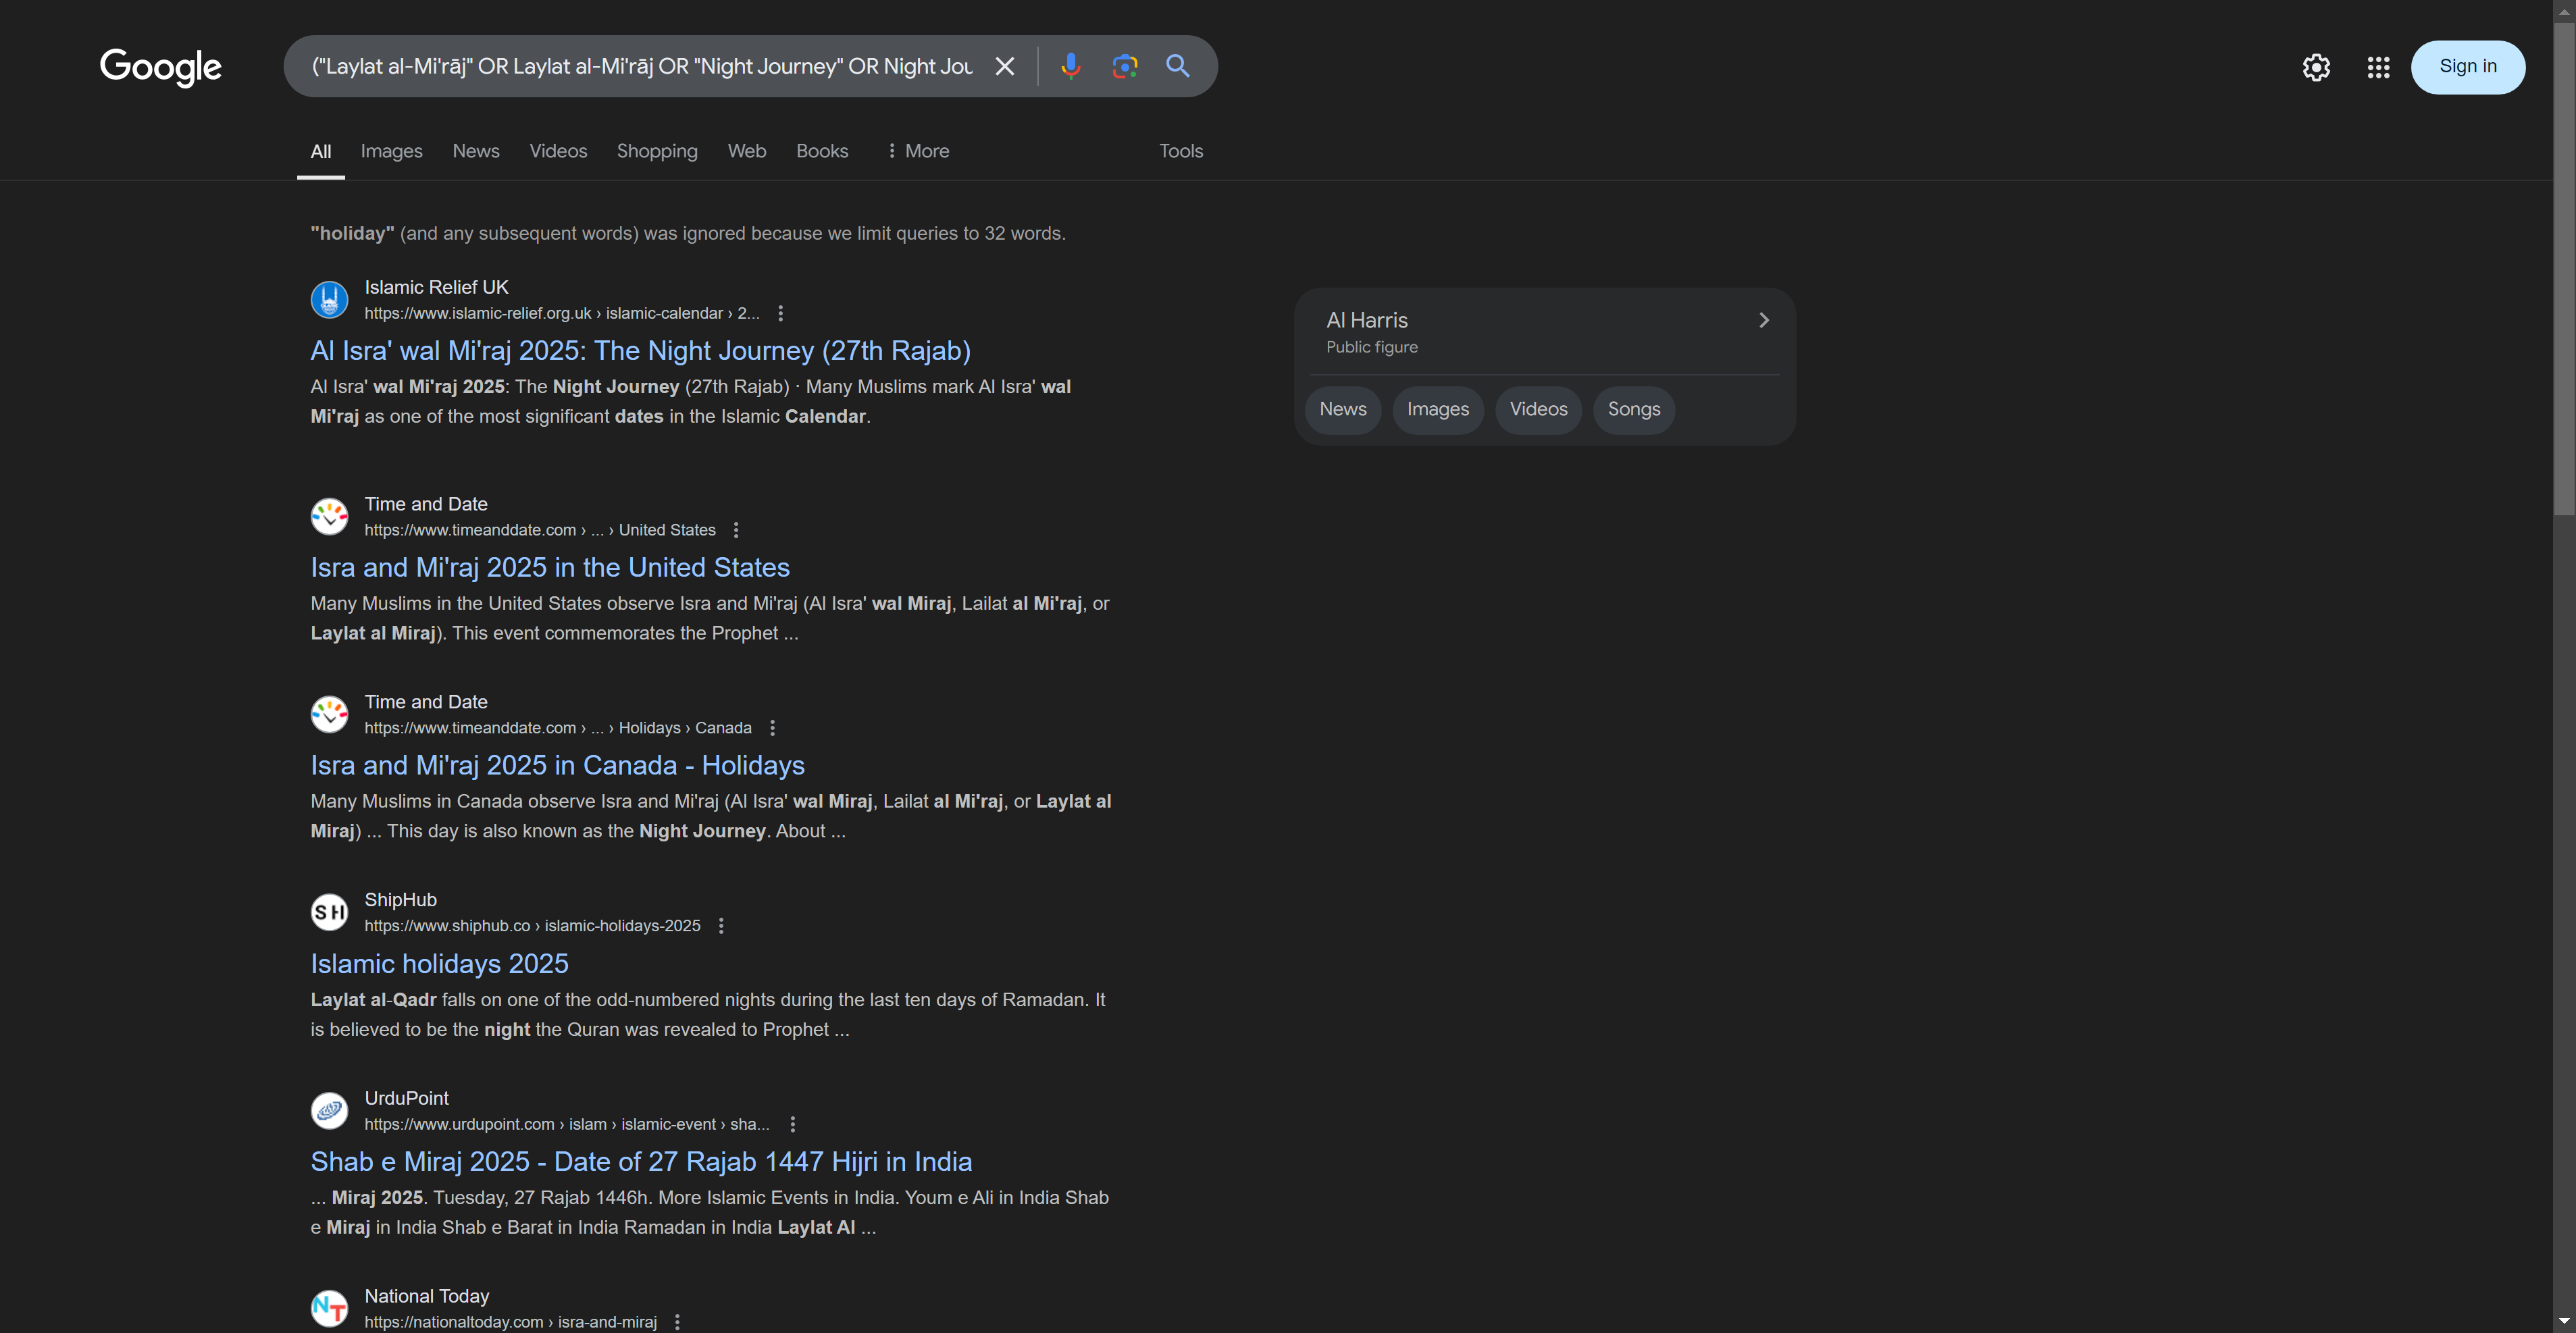 Google
("Laylat al-Mi'rāj" OR Laylat al-Mi'rāj OR "Night Journey" OR Night Jou
Sign in
All Images News Videos Shopping Web Books More Tools
"holiday" (and any subsequent words) was ignored because we limit queries to 32 words.
Islamic Relief UK
https://www.islamic-relief.org.uk › islamic-calendar › 2...
Al Isra' wal Mi'raj 2025: The Night Journey (27th Rajab)
Al Isra' wal Mi'raj 2025: The Night Journey (27th Rajab) · Many Muslims mark Al Isra' wal
Mi'raj as one of the most significant dates in the Islamic Calendar.
Al Harris
Public figure
News Images Videos Songs
Time and Date
https://www.timeanddate.com › ... › United States
Isra and Mi'raj 2025 in the United States
Many Muslims in the United States observe Isra and Mi'raj (Al Isra' wal Miraj, Lailat al Mi'raj, or
Laylat al Miraj). This event commemorates the Prophet ...
Time and Date
https://www.timeanddate.com › ... › Holidays › Canada
Isra and Mi'raj 2025 in Canada - Holidays
Many Muslims in Canada observe Isra and Mi'raj (Al Isra' wal Miraj, Lailat al Mi'raj, or Laylat al
Miraj) ... This day is also known as the Night Journey. About ...
SH
ShipHub
https://www.shiphub.co › islamic-holidays-2025
Islamic holidays 2025
Laylat al-Qadr falls on one of the odd-numbered nights during the last ten days of Ramadan. It
is believed to be the night the Quran was revealed to Prophet ...
UrduPoint
https://www.urdupoint.com › islam › islamic-event › sha...
Shab e Miraj 2025 - Date of 27 Rajab 1447 Hijri in India
... Miraj 2025. Tuesday, 27 Rajab 1446h. More Islamic Events in India. Youm e Ali in India Shab
e Miraj in India Shab e Barat in India Ramadan in India Laylat Al ...
NT
National Today
https://nationaltoday.com › isra-and-miraj